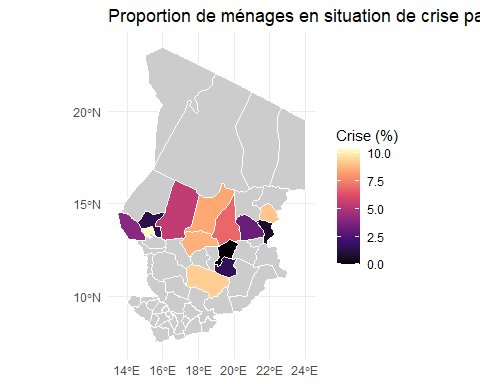 Proportion de ménages en situation de crise pa
20°N
15°N
10°N
14°E 16°E 18°E 20°E 22°E 24°E
Crise (%)
10.0
7.5
5.0
2.5
0.0